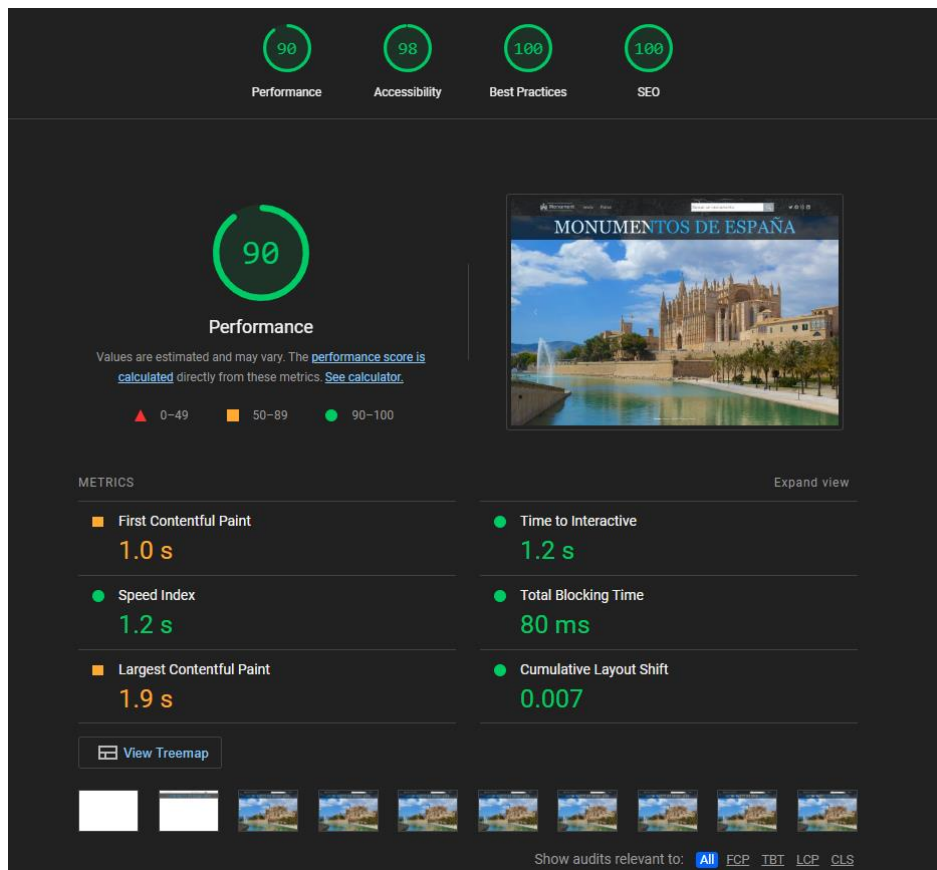 90
98
100
100
Performance
Accessibility
Best Practices
SEO
90
Performance
Values are estimated and may vary. The performance score is
calculated directly from these metrics. See calculator.
0–49
50–89
90–100
MONUMENTOS DE ESPAÑA
METRICS
Expand view
First Contentful Paint
1.0 s
Time to Interactive
1.2 s
Speed Index
1.2 s
Total Blocking Time
80 ms
Largest Contentful Paint
1.9 s
Cumulative Layout Shift
0.007
View Treemap
Show audits relevant to: All FCP TBT LCP CLS